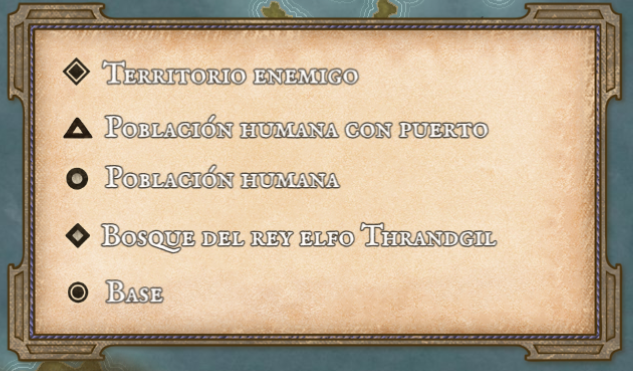 Territorio enemigo
Población humana con puerto
Población humana
Bosque del rey elfo Thrandgil
Base